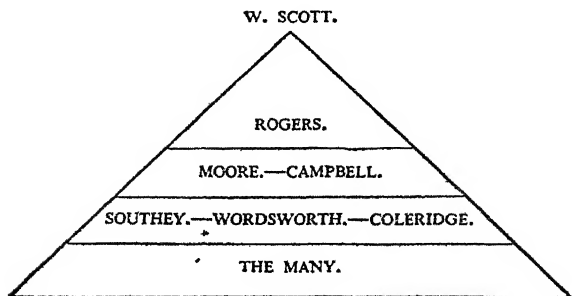 W. SCOTT.
ROGERS.
MOORE.—CAMPBELL.
SOUTHEY.—WORDSWORTH.—COLERIDGE.
THE MANY.